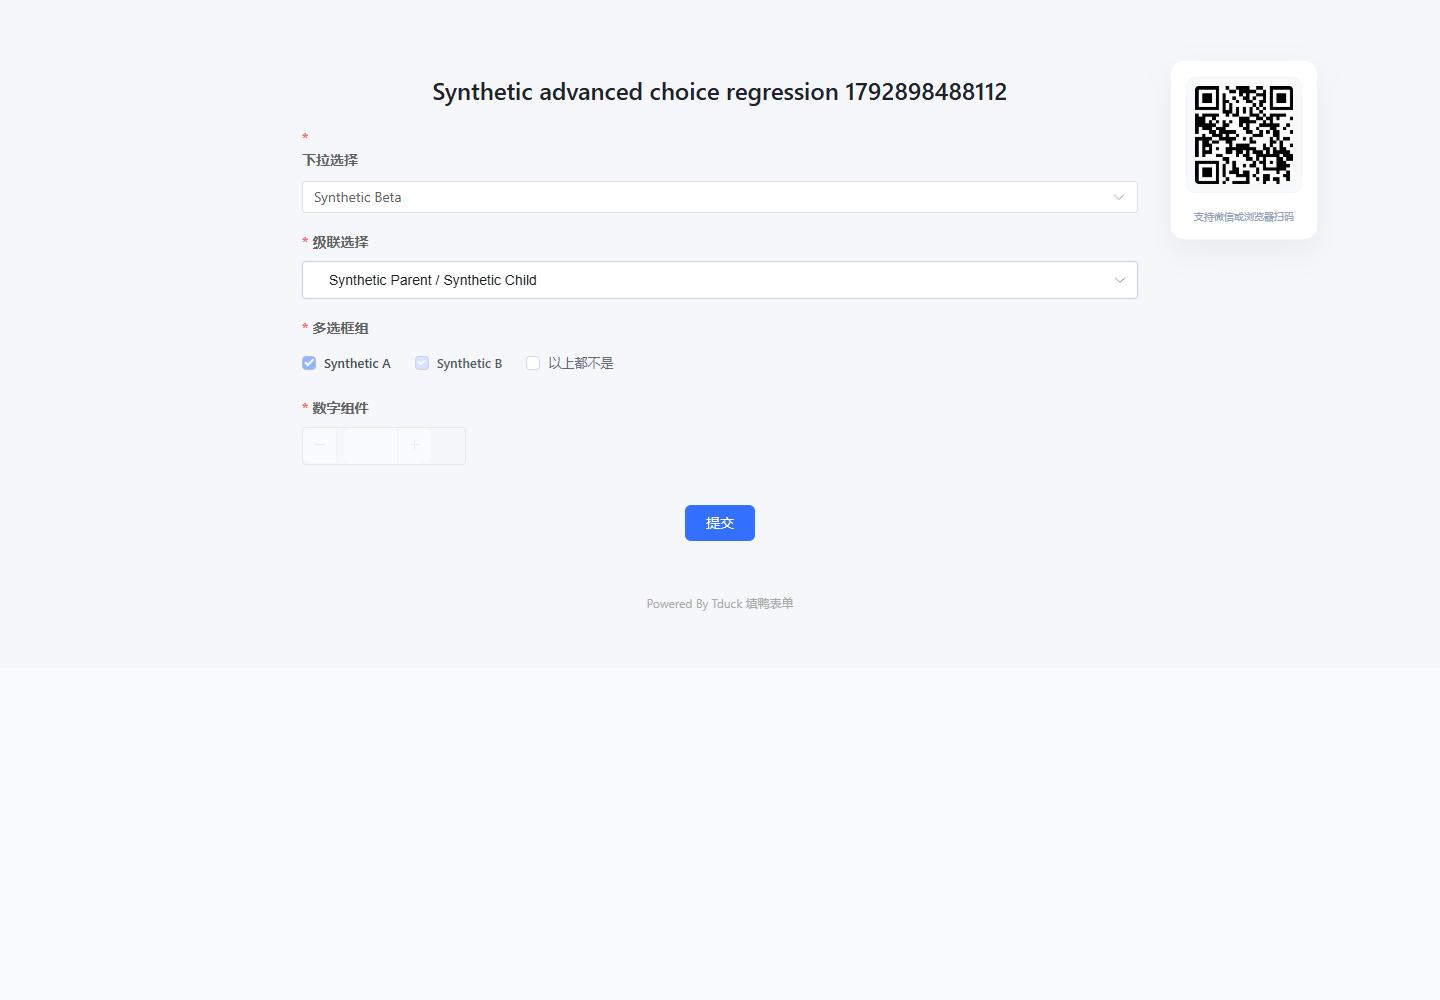 Synthetic advanced choice regression 1792898488112
*
下拉选择
Synthetic Beta
支持微信或浏览器扫码
* 级联选择
Synthetic Parent / Synthetic Child
* 多选框组
Synthetic A
Synthetic B
以上都不是
* 数字组件
提交
Powered By Tduck 填鸭表单